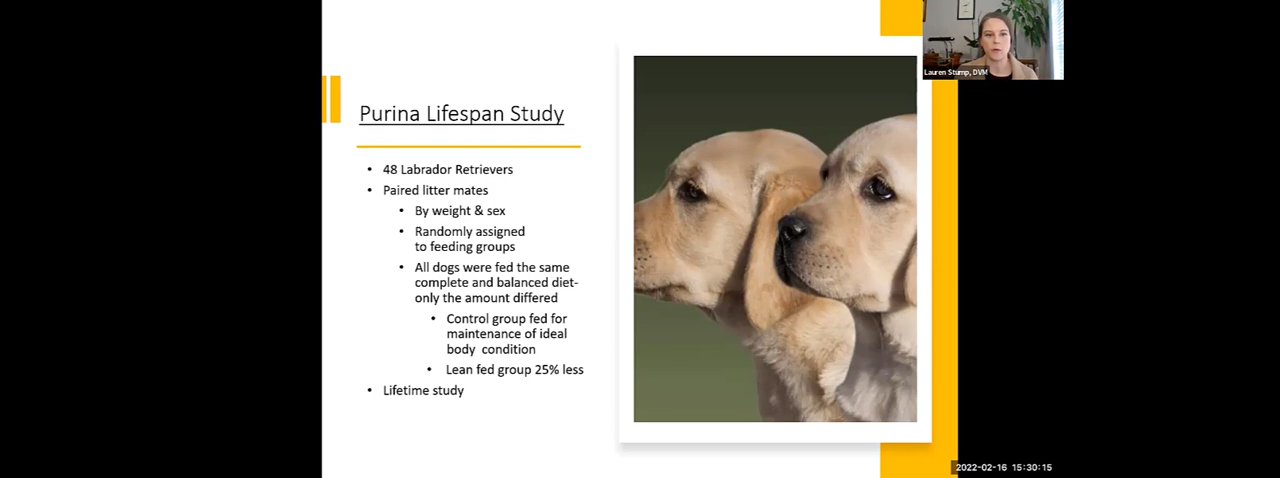 Lauren Stump, DVM
Purina Lifespan Study
• 48 Labrador Retrievers
• Paired litter mates
• By weight & sex
• Randomly assigned
to feeding groups
• All dogs were fed the same
complete and balanced diet-
only the amount differed
• Control group fed for
maintenance of ideal
body condition
• Lean fed group 25% less
• Lifetime study
2022-02-16 15:30:15